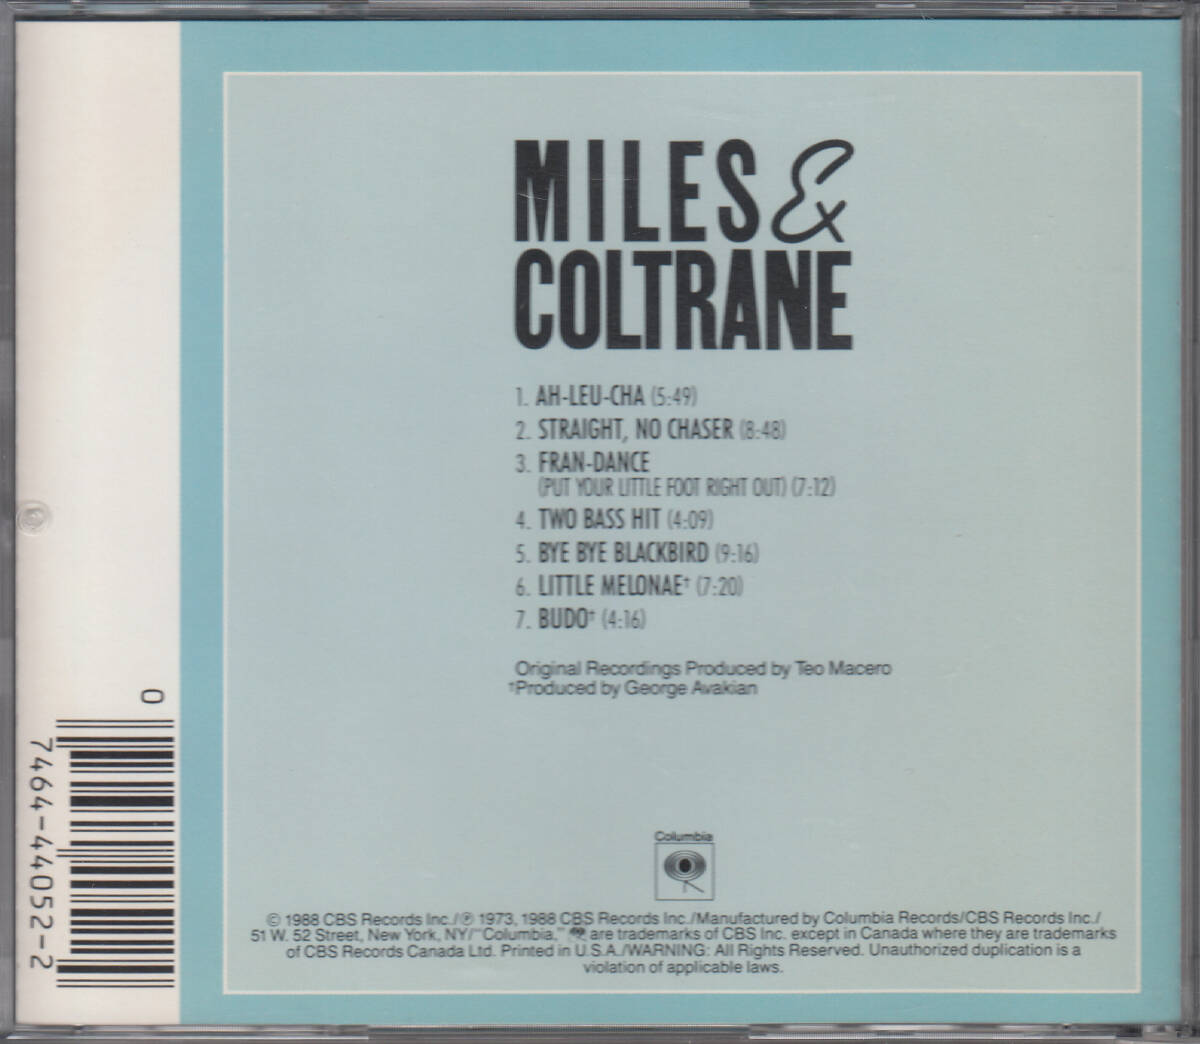 MILES &
COLTRANE
1. AH-LEU-CHA (5:49)
2. STRAIGHT, NO CHASER (8:48)
3. FRAN-DANCE
(PUT YOUR LITTLE FOOT RIGHT OUT) (7:12)
4. TWO BASS HIT (4:09)
5. BYE BYE BLACKBIRD (9:16)
6. LITTLE MELONAE† (7:20)
7. BUDO† (4:16)
Original Recordings Produced by Teo Macero
†Produced by George Avakian
Columbia
© 1988 CBS Records Inc./℗ 1973, 1988 CBS Records Inc./Manufactured by Columbia Records/CBS Records Inc./
51 W. 52 Street, New York, NY/"Columbia," are trademarks of CBS Inc. except in Canada where they are trademarks
of CBS Records Canada Ltd. Printed in U.S.A./WARNING: All Rights Reserved. Unauthorized duplication is a
violation of applicable laws.
0
7464-44052-2